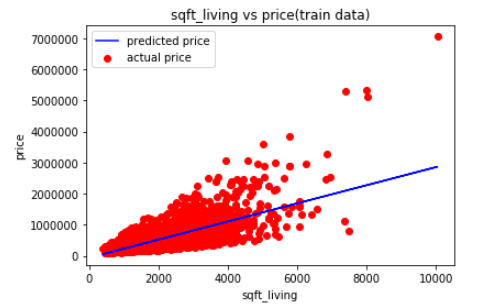 sqft_living vs price(train data)
predicted price
actual price
7000000
6000000
5000000
4000000
3000000
2000000
1000000
0
price
0
2000
4000
6000
8000
10000
sqft_living